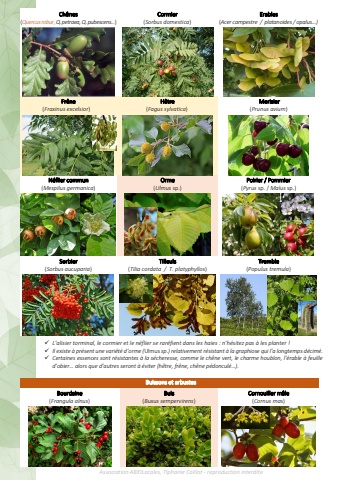 Chênes Cormier Erables
(Quercus robur, Q.petraea, Q.pubescens…) (Sorbus domestica) (Acer campestre / platanoides / opalus…)
Frêne Hêtre Merisier
(Fraxinus excelsior) (Fagus sylvatica) (Prunus avium)
Néflier commun Orme Poirier / Pommier
(Mespilus germanica) (Ulmus sp.) (Pyrus sp. / Malus sp.)
Sorbier Tilleuls Tremble
(Sorbus aucuparia) (Tilia cordata / T. platyphyllos) (Populus tremula)
✓ L'alisier torminal, le cormier et le néflier se raréfient dans les haies : n'hésitez pas à les planter !
✓ Il existe à présent une variété d'orme (Ulmus sp.) relativement résistant à la graphiose qui l'a longtemps décimé.
✓ Certaines essences sont résistantes à la sécheresse, comme le chêne vert, le charme houblon, l'érable à feuille
d'obier... alors que d'autres seront à éviter (hêtre, frêne, chêne pédonculé...).
Buissons et arbustes
Bourdaine Buis Cornouiller mâle
(Frangula alnus) (Buxus sempervirens) (Cornus mas)